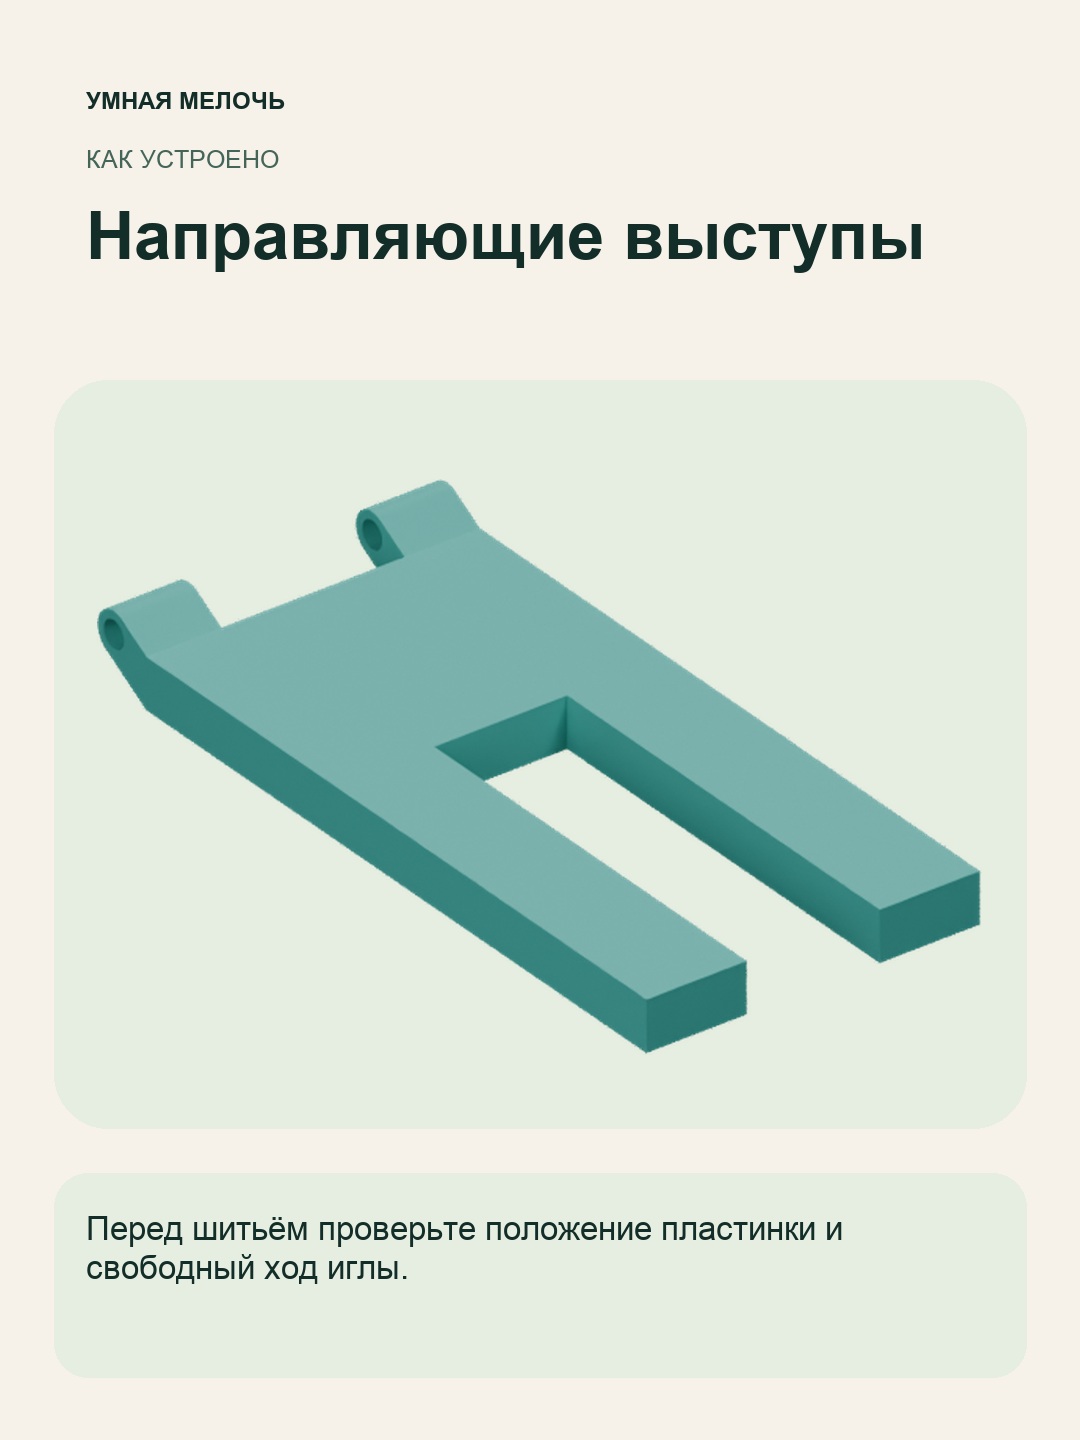 УМНАЯ МЕЛОЧЬ
КАК УСТРОЕНО
Направляющие выступы
Перед шитьём проверьте положение пластинки и
свободный ход иглы.